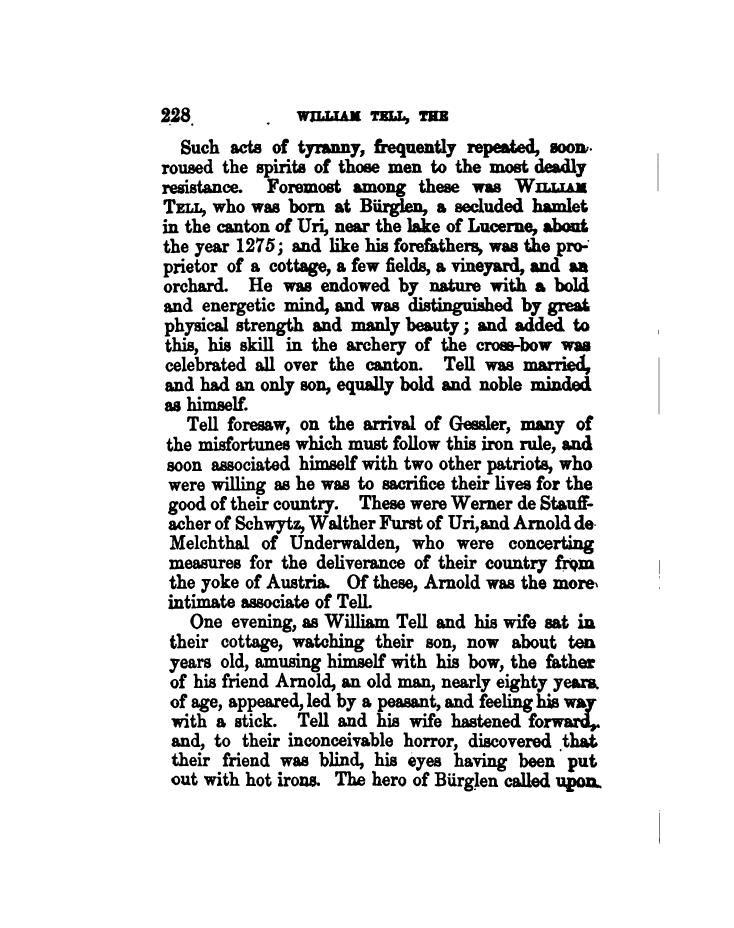 228 WILLIAM TELL, THE
Such acts of tyranny, frequently repeated, soon
roused the spirits of those men to the most deadly
resistance. Foremost among these was WILLIAM
TELL, who was born at Bürglen, a secluded hamlet
in the canton of Uri, near the lake of Lucerne, about
the year 1275; and like his forefathers, was the pro-
prietor of a cottage, a few fields, a vineyard, and an
orchard. He was endowed by nature with a bold
and energetic mind, and was distinguished by great
physical strength and manly beauty; and added to
this, his skill in the archery of the cross-bow was
celebrated all over the canton. Tell was married,
and had an only son, equally bold and noble minded
as himself.
Tell foresaw, on the arrival of Gessler, many of
the misfortunes which must follow this iron rule, and
soon associated himself with two other patriots, who
were willing as he was to sacrifice their lives for the
good of their country. These were Werner de Stauff-
acher of Schwytz, Walther Furst of Uri, and Arnold de
Melchthal of Underwalden, who were concerting
measures for the deliverance of their country from
the yoke of Austria. Of these, Arnold was the more
intimate associate of Tell.
One evening, as William Tell and his wife sat in
their cottage, watching their son, now about ten
years old, amusing himself with his bow, the father
of his friend Arnold, an old man, nearly eighty years
of age, appeared, led by a peasant, and feeling his way
with a stick. Tell and his wife hastened forward,
and, to their inconceivable horror, discovered that
their friend was blind, his eyes having been put
out with hot irons. The hero of Bürglen called upon